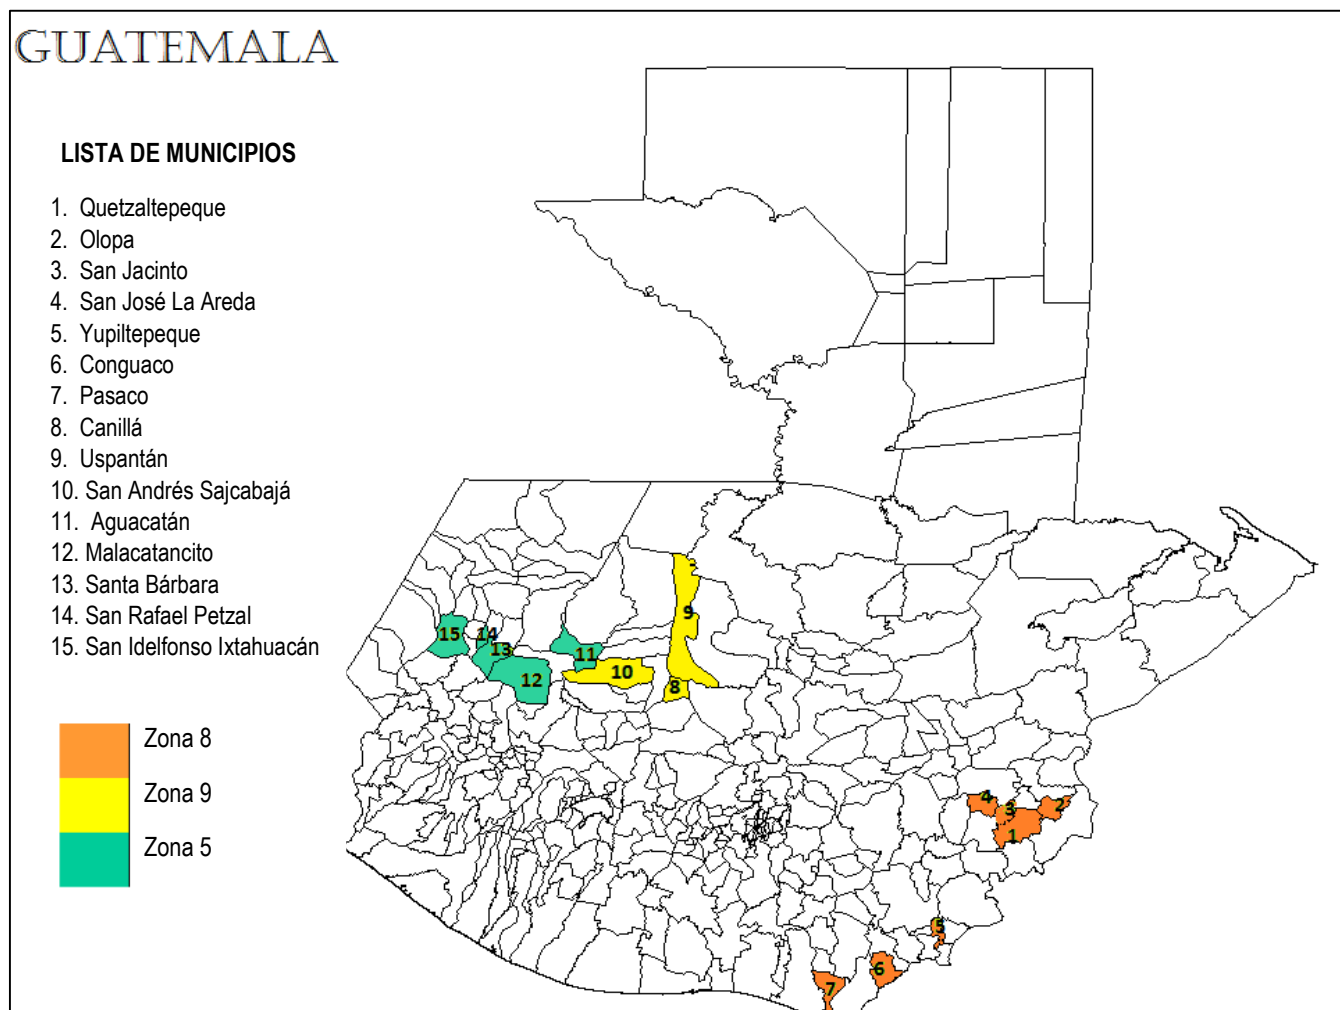 GUATEMALA
LISTA DE MUNICIPIOS
1. Quetzaltepeque
2. Olopa
3. San Jacinto
4. San José La Areda
5. Yupiltepeque
6. Conguaco
7. Pasaco
8. Canillá
9. Uspantán
10. San Andrés Sajcabajá
11. Aguacatán
12. Malacatancito
13. Santa Bárbara
14. San Rafael Petzal
15. San Idelfonso Ixtahuacán
Zona 8
Zona 9
Zona 5
9
15
14
13
11
10
12
8
4
3
2
1
5
6
7